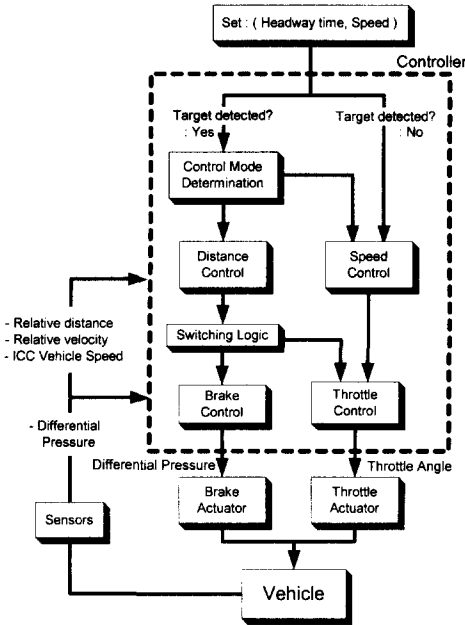 Set : ( Headway time, Speed )
Controller
Target detected?
: Yes
Target detected?
: No
Control Mode
Determination
Distance
Control
Speed
Control
- Relative distance
- Relative velocity
- ICC Vehicle Speed
Switching Logic
Brake
Control
Throttle
Control
- Differential
Pressure
Differential Pressure
Throttle Angle
Sensors
Brake
Actuator
Throttle
Actuator
Vehicle